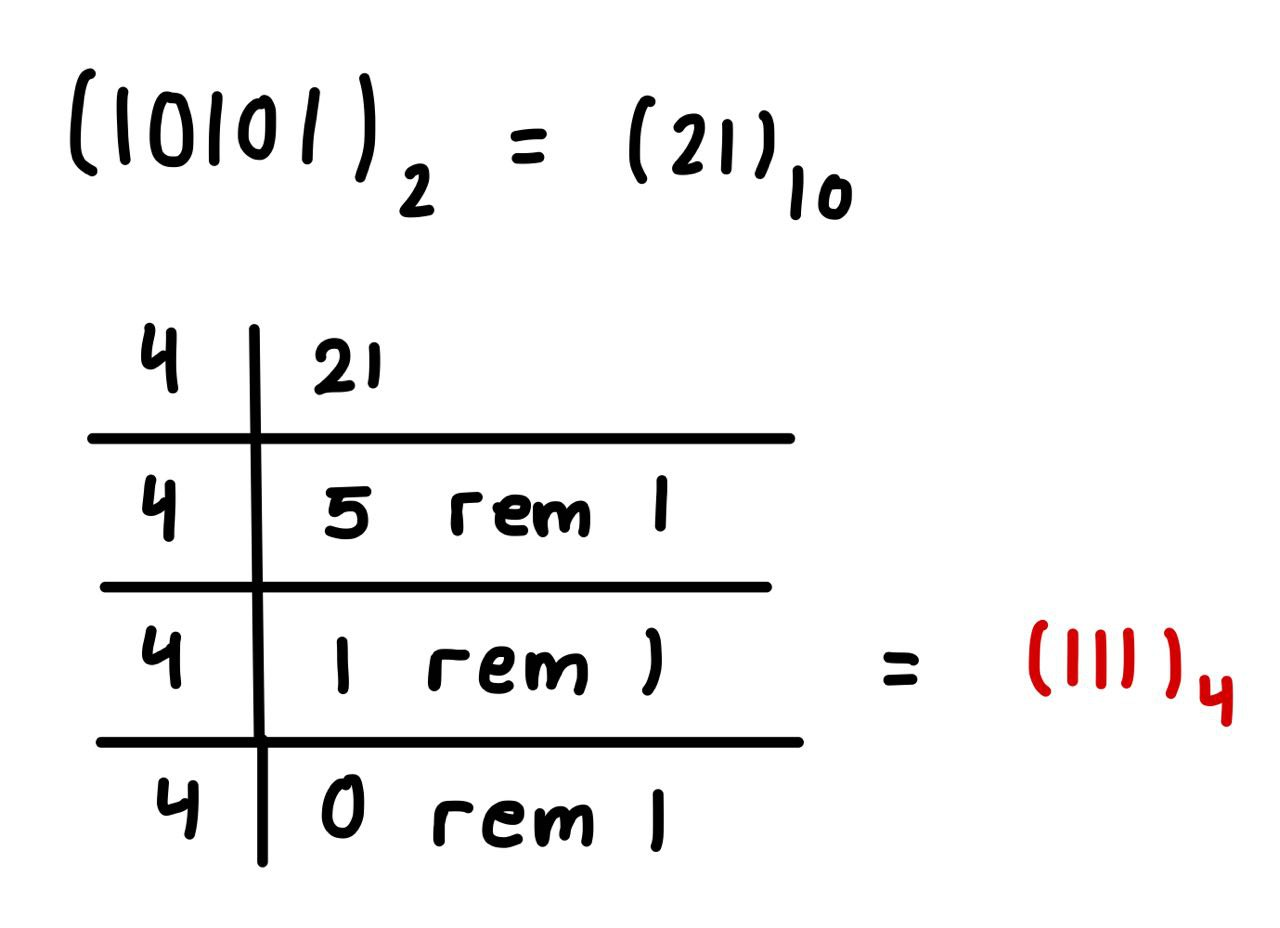 (10101)₂ = (21)₁₀
4 | 21
4 | 5 rem 1
4 | 1 rem 1 = (111)₄
4 | 0 rem 1